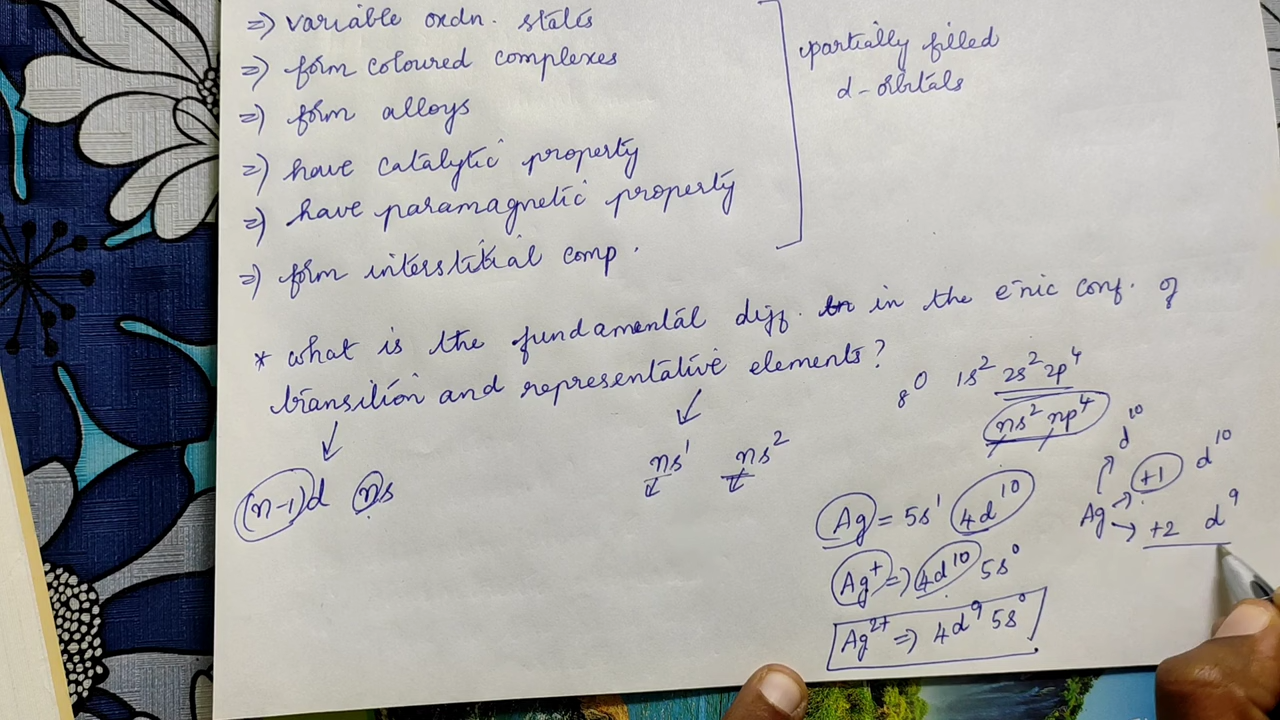 ⇒ variable oxdn. states
⇒ form coloured complexes
⇒ form alloys
⇒ have catalytic property
⇒ have paramagnetic property
⇒ form interstitial comp.
partially filled
d-orbitals
* what is the fundamental diff. in the e⁻nic conf. of
transition and representative elements?
(n-1)d ns
ns¹ ns²
₈O 1s² 2s² 2p⁴
ns² np⁴
Ag = 5s¹ 4d¹⁰
Ag⁺ ⇒ 4d¹⁰ 5s⁰
Ag²⁺ ⇒ 4d⁹ 5s⁰
d¹⁰
Ag → +1 d¹⁰
→ +2 d⁹